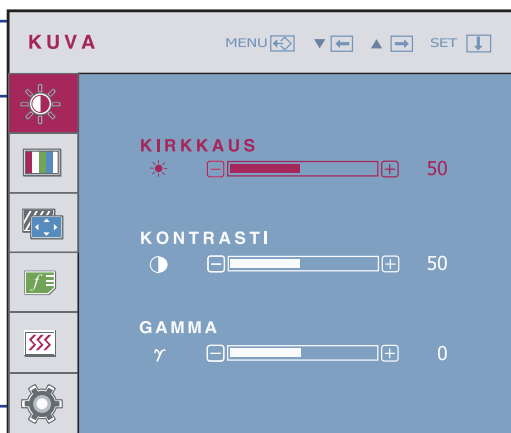 KUVA MENU ▼ ▲ SET
KIRKKAUS
50
KONTRASTI
50
GAMMA
γ 0